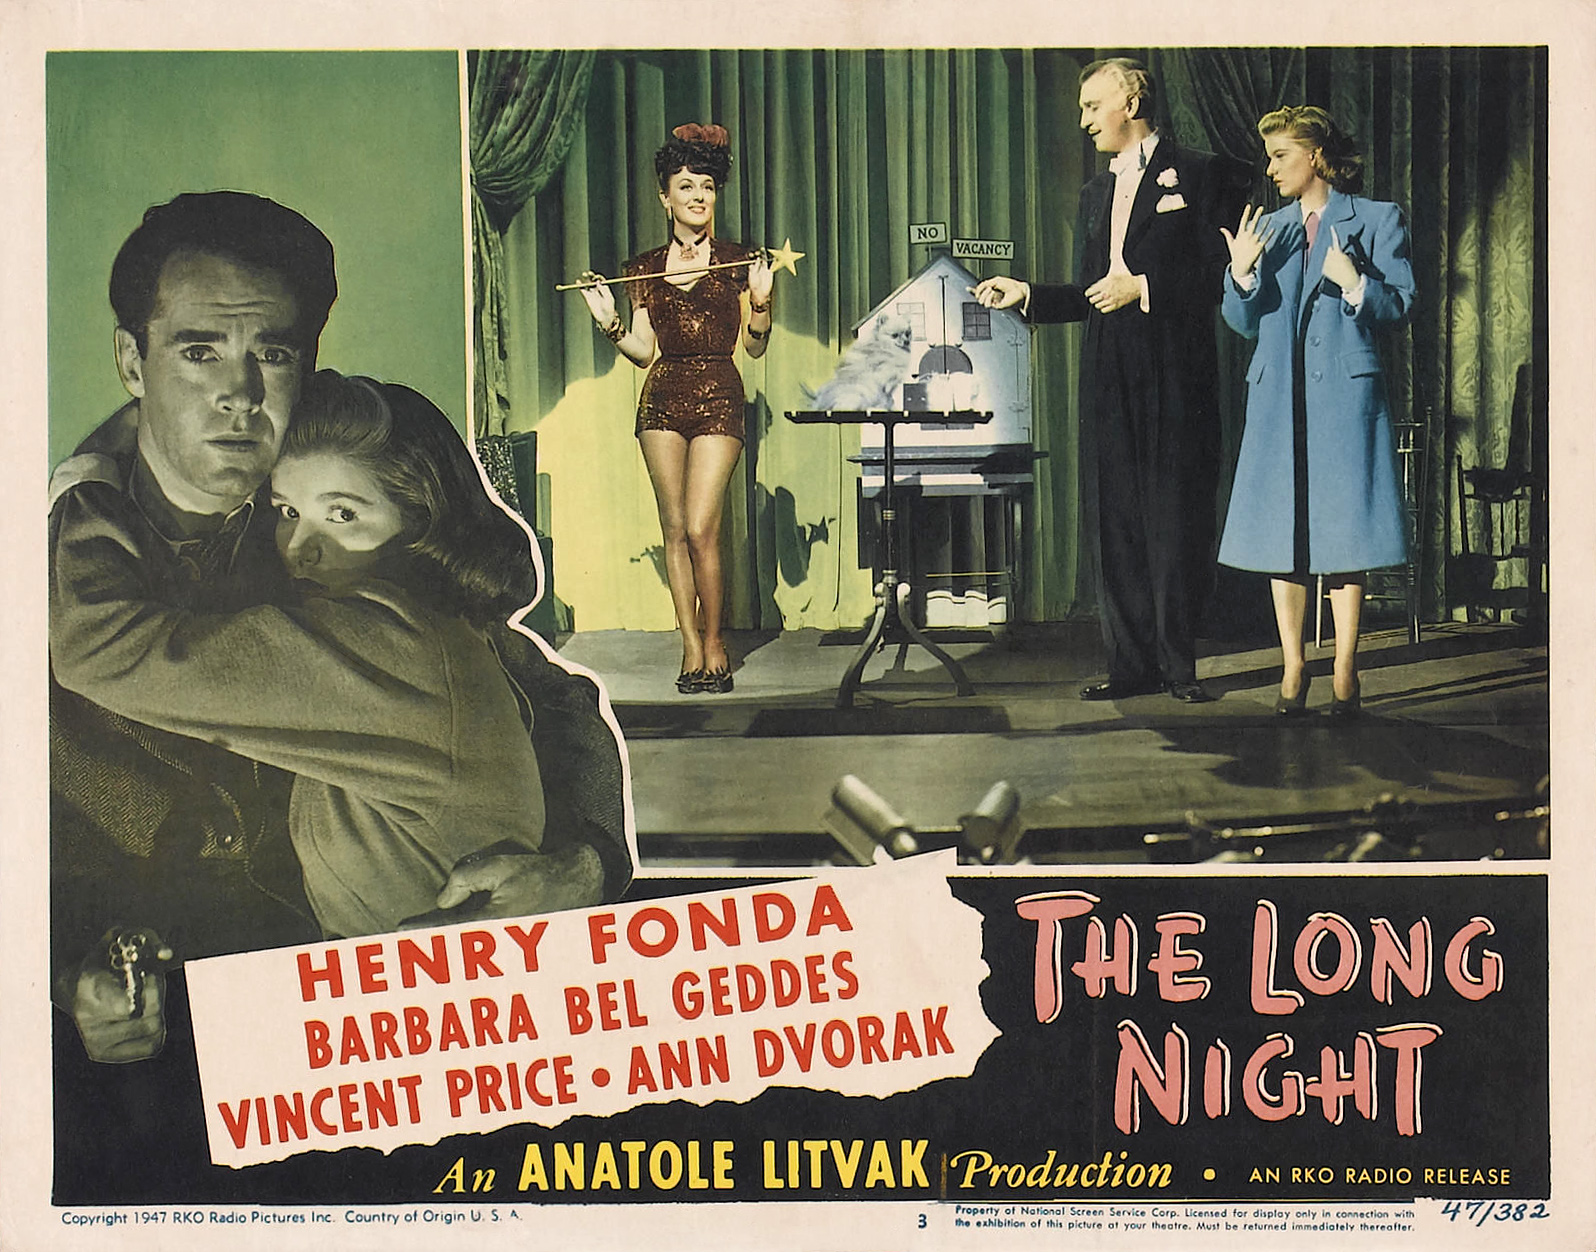 NO
VACANCY
HENRY FONDA
BARBARA BEL GEDDES
VINCENT PRICE • ANN DVORAK
THE LONG
NIGHT
An ANATOLE LITVAK Production • AN RKO RADIO RELEASE
Copyright 1947 RKO Radio Pictures Inc. Country of Origin U. S. A.
3
Property of National Screen Service Corp. Licensed for display only in connection with
the exhibition of this picture at your theatre. Must be returned immediately thereafter.
47/382